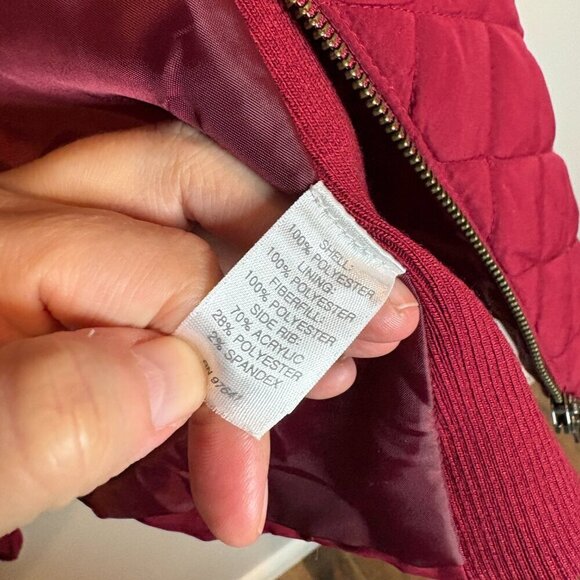 SHELL:
100% POLYESTER
LINING:
100% POLYESTER
FIBERFILL:
100% POLYESTER
SIDE RIB:
70% ACRYLIC
28% POLYESTER
2% SPANDEX